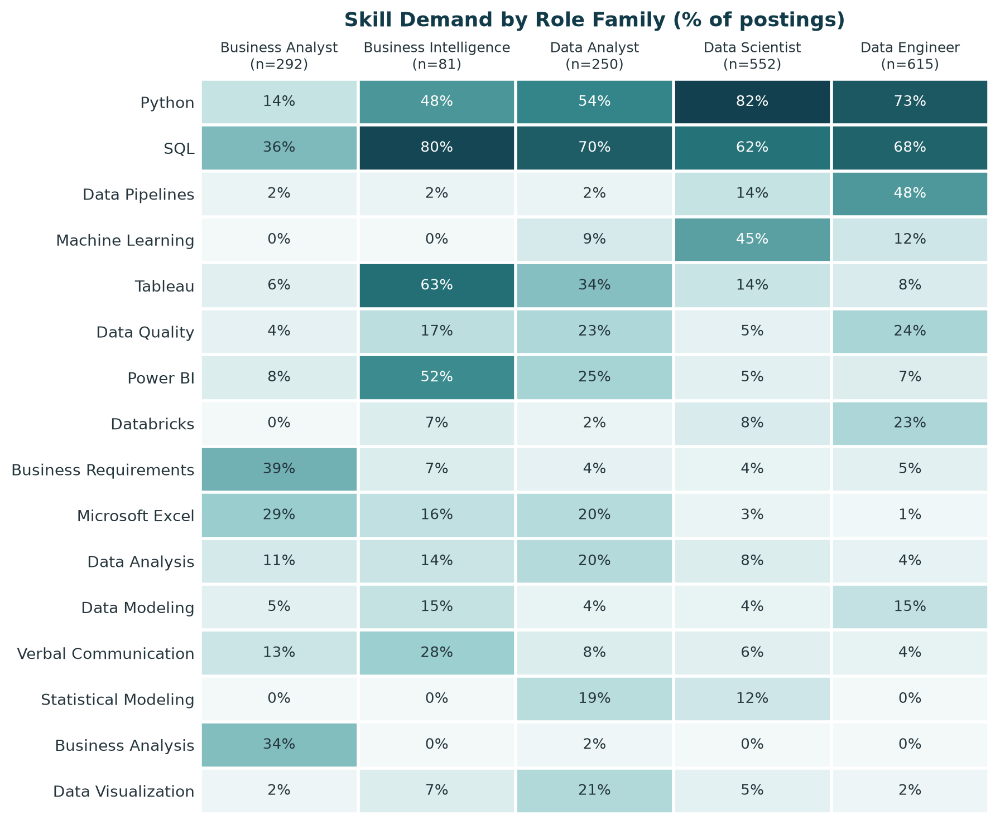 Skill Demand by Role Family (% of postings)
Business Analyst Business Intelligence Data Analyst Data Scientist Data Engineer
(n=292) (n=81) (n=250) (n=552) (n=615)
Python 14% 48% 54% 82% 73%
SQL 36% 80% 70% 62% 68%
Data Pipelines 2% 2% 2% 14% 48%
Machine Learning 0% 0% 9% 45% 12%
Tableau 6% 63% 34% 14% 8%
Data Quality 4% 17% 23% 5% 24%
Power BI 8% 52% 25% 5% 7%
Databricks 0% 7% 2% 8% 23%
Business Requirements 39% 7% 4% 4% 5%
Microsoft Excel 29% 16% 20% 3% 1%
Data Analysis 11% 14% 20% 8% 4%
Data Modeling 5% 15% 4% 4% 15%
Verbal Communication 13% 28% 8% 6% 4%
Statistical Modeling 0% 0% 19% 12% 0%
Business Analysis 34% 0% 2% 0% 0%
Data Visualization 2% 7% 21% 5% 2%